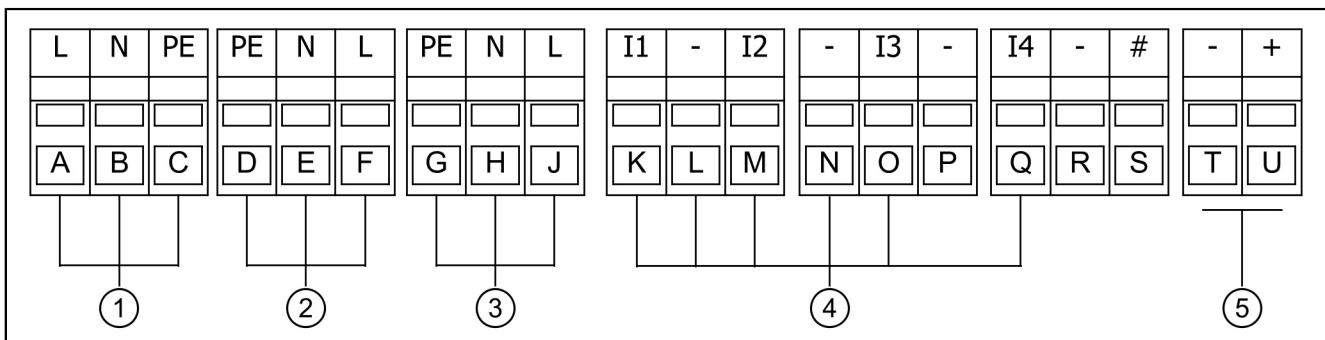 L N PE PE N L PE N L I1 - I2 - I3 - I4 - # - +
A B C D E F G H J K L M N O P Q R S T U
1 2 3 4 5